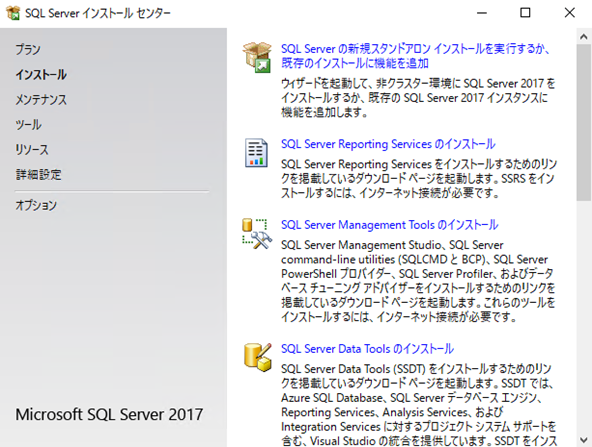 SQL Server インストール センター
プラン
インストール
メンテナンス
ツール
リソース
詳細設定
オプション
Microsoft SQL Server 2017
SQL Server の新規スタンドアロン インストールを実行するか、
既存のインストールに機能を追加
ウィザードを起動して、非クラスター環境に SQL Server 2017 を
インストールするか、既存の SQL Server 2017 インスタンスに
機能を追加します。
SQL Server Reporting Services のインストール
SQL Server Reporting Services をインストールするためのリン
クを掲載しているダウンロード ページを起動します。SSRS をイン
ストールするには、インターネット接続が必要です。
SQL Server Management Tools のインストール
SQL Server Management Studio、SQL Server
command-line utilities (SQLCMD と BCP)、SQL Server
PowerShell プロバイダー、SQL Server Profiler、およびデータ
ベース チューニング アドバイザーをインストールするためのリンクを
掲載しているダウンロード ページを起動します。これらのツールを
インストールするには、インターネット接続が必要です。
SQL Server Data Tools のインストール
SQL Server Data Tools (SSDT) をインストールするためのリン
クを掲載しているダウンロード ページを起動します。SSDT では、
Azure SQL Database、SQL Server データベース エンジン、
Reporting Services、Analysis Services、および
Integration Services に対するプロジェクト システム サポートを
含む、Visual Studio の統合を提供しています。SSDT をインス